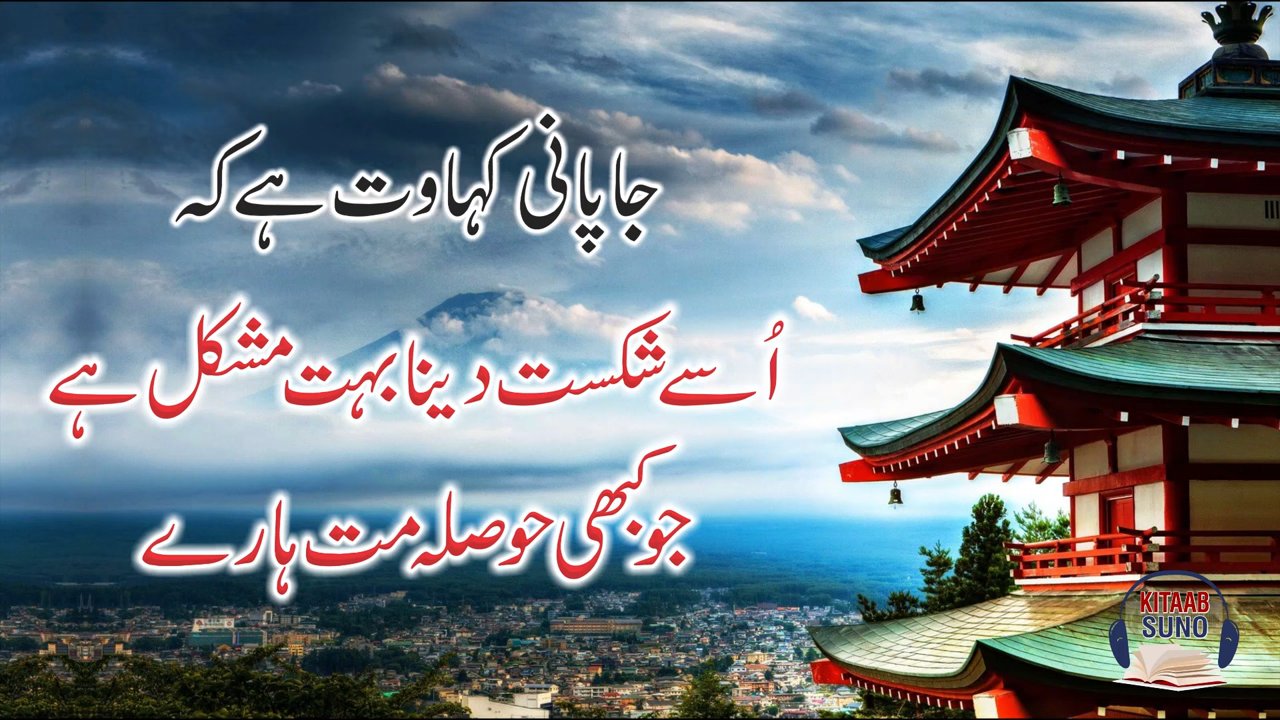 جاپانی کہاوت ہے کہ
اُسے شکست دینا بہت مشکل ہے
جو کبھی حوصلہ مت ہارے
KITAAB
SUNO